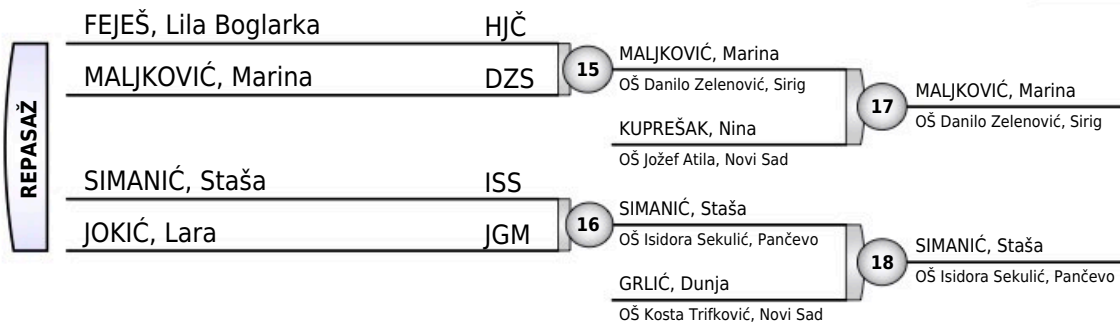 REPASAŽ
FEJEŠ, Lila Boglarka HJČ
MALJKOVIĆ, Marina DZS
SIMANIĆ, Staša ISS
JOKIĆ, Lara JGM
15
MALJKOVIĆ, Marina
OŠ Danilo Zelenović, Sirig
KUPREŠAK, Nina
OŠ Jožef Atila, Novi Sad
16
SIMANIĆ, Staša
OŠ Isidora Sekulić, Pančevo
GRLIĆ, Dunja
OŠ Kosta Trifković, Novi Sad
17
MALJKOVIĆ, Marina
OŠ Danilo Zelenović, Sirig
18
SIMANIĆ, Staša
OŠ Isidora Sekulić, Pančevo